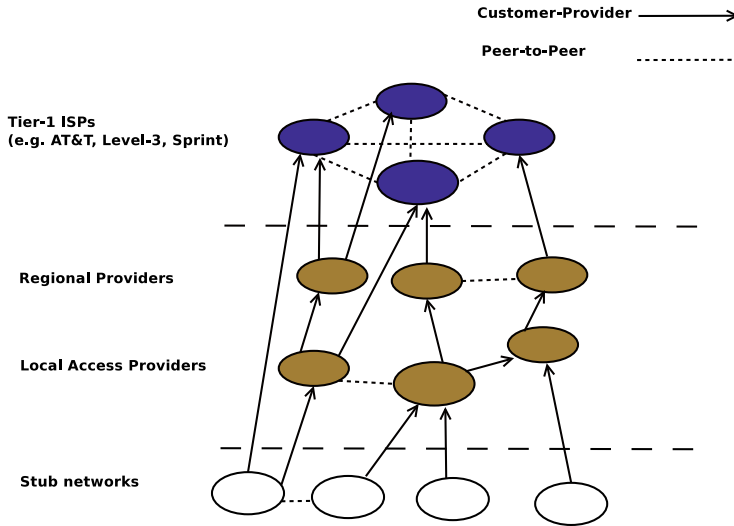 Customer-Provider
Peer-to-Peer
Tier-1 ISPs
(e.g. AT&T, Level-3, Sprint)
Regional Providers
Local Access Providers
Stub networks